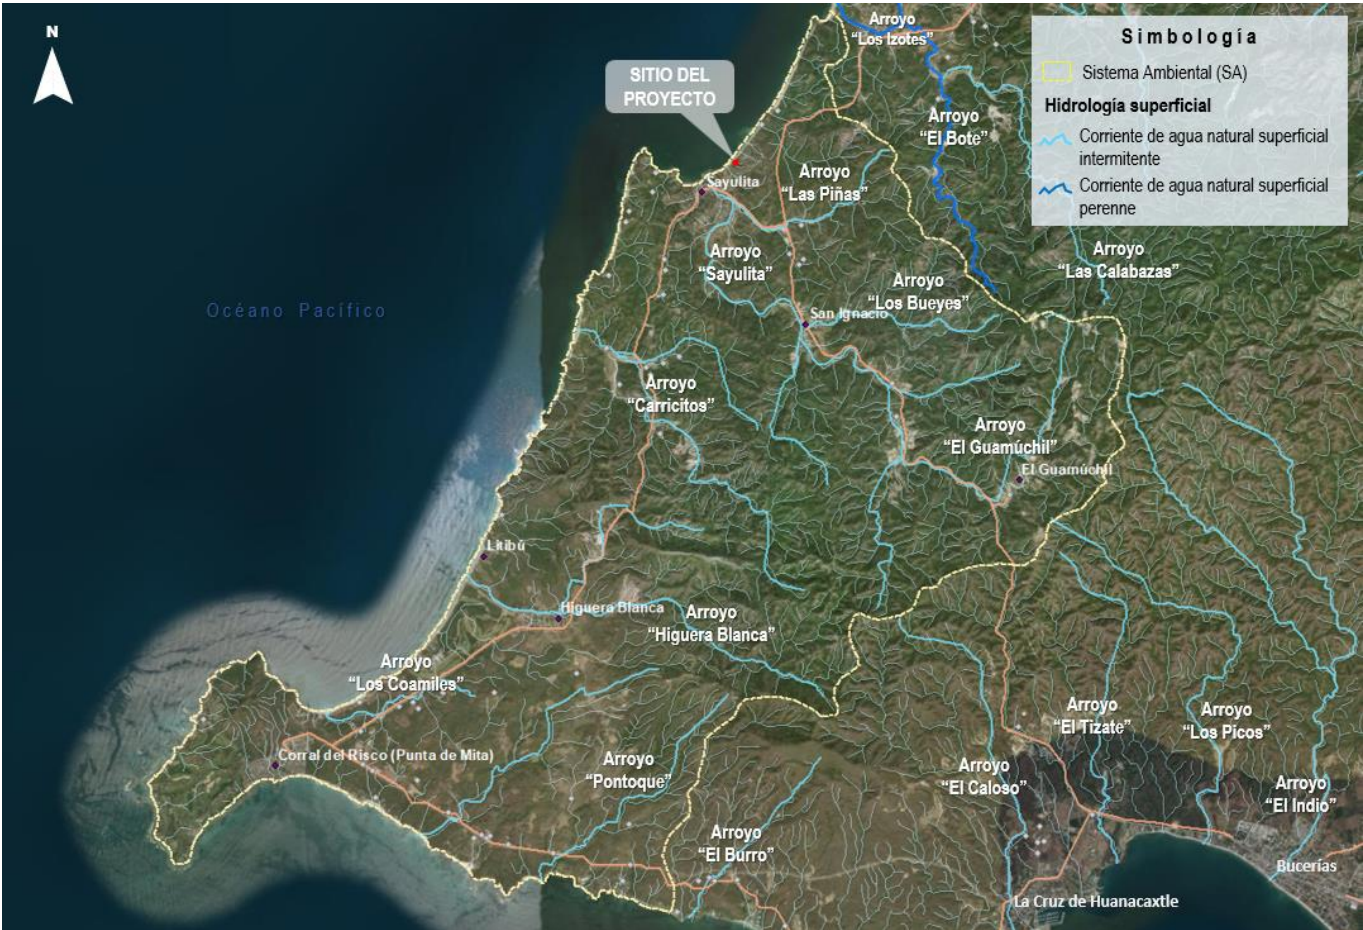 N
SITIO DEL
PROYECTO
Arroyo
“Los Izotes”
Simbología
Sistema Ambiental (SA)
Hidrología superficial
Corriente de agua natural superficial
intermitente
Corriente de agua natural superficial
perenne
Arroyo
“El Bote”
Arroyo
“Las Piñas”
Sayulita
Arroyo
“Sayulita”
Arroyo
“Las Calabazas”
Arroyo
“Los Bueyes”
San Ignacio
Océano Pacífico
Arroyo
“Carricitos”
Arroyo
“El Guamúchil”
El Guamúchil
Litibú
Higuera Blanca
Arroyo
“Higuera Blanca”
Arroyo
“Los Coamiles”
Corral del Risco (Punta de Mita)
Arroyo
“Pontoque”
Arroyo
“El Burro”
Arroyo
“El Caloso”
Arroyo
“El Tizate”
Arroyo
“Los Picos”
Arroyo
“El Indio”
Bucerías
La Cruz de Huanacaxtle